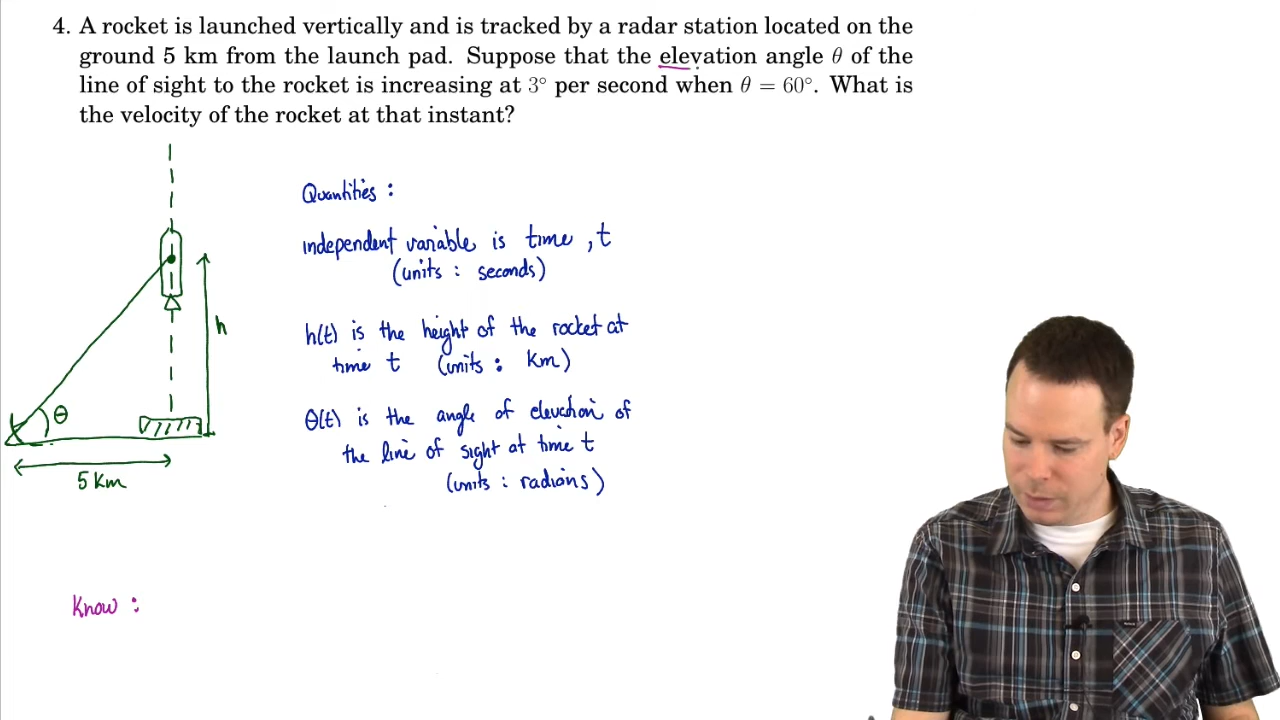 4. A rocket is launched vertically and is tracked by a radar station located on the
ground 5 km from the launch pad. Suppose that the elevation angle θ of the
line of sight to the rocket is increasing at 3° per second when θ = 60°. What is
the velocity of the rocket at that instant?
Quantities :
independent variable is time, t
(units : seconds)
h(t) is the height of the rocket at
time t (units : km)
h
θ(t) is the angle of elevation of
θ
the line of sight at time t
5 Km
(units : radians)
Know :